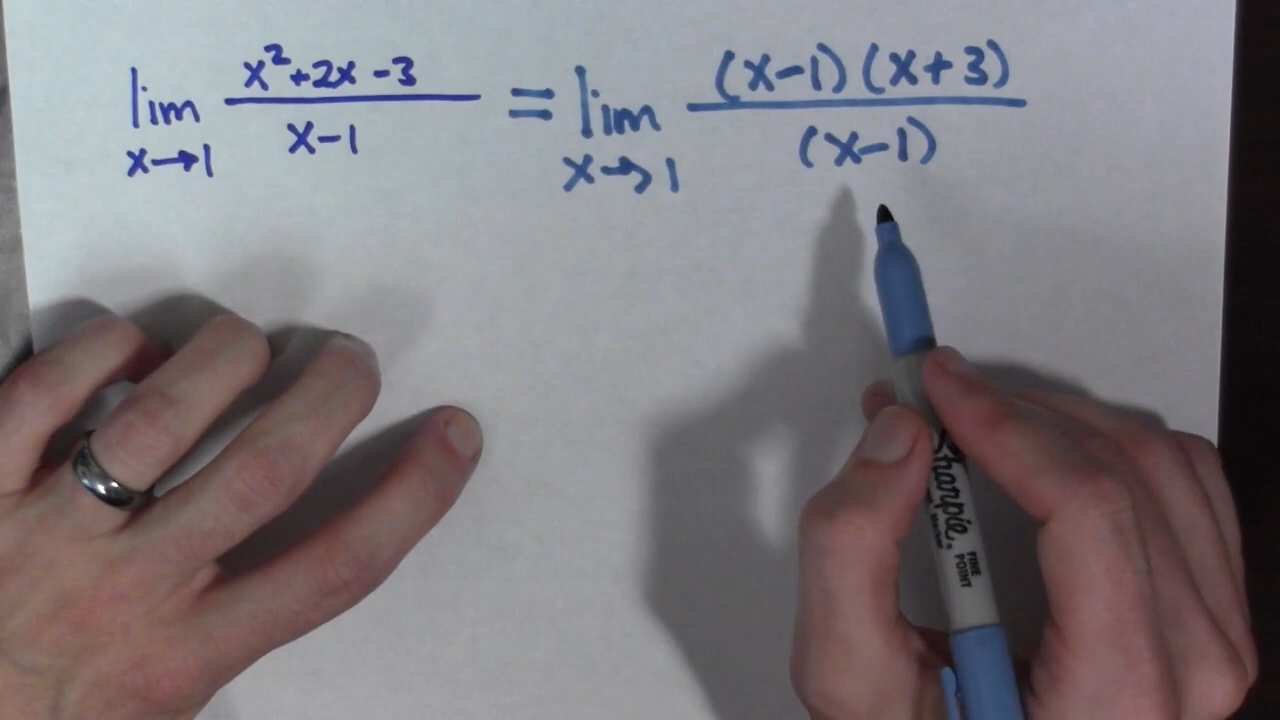 lim x→1 x²+2x-3 / x-1 = lim x→1 (x-1)(x+3) / (x-1)
Sharpie.
FINE POINT